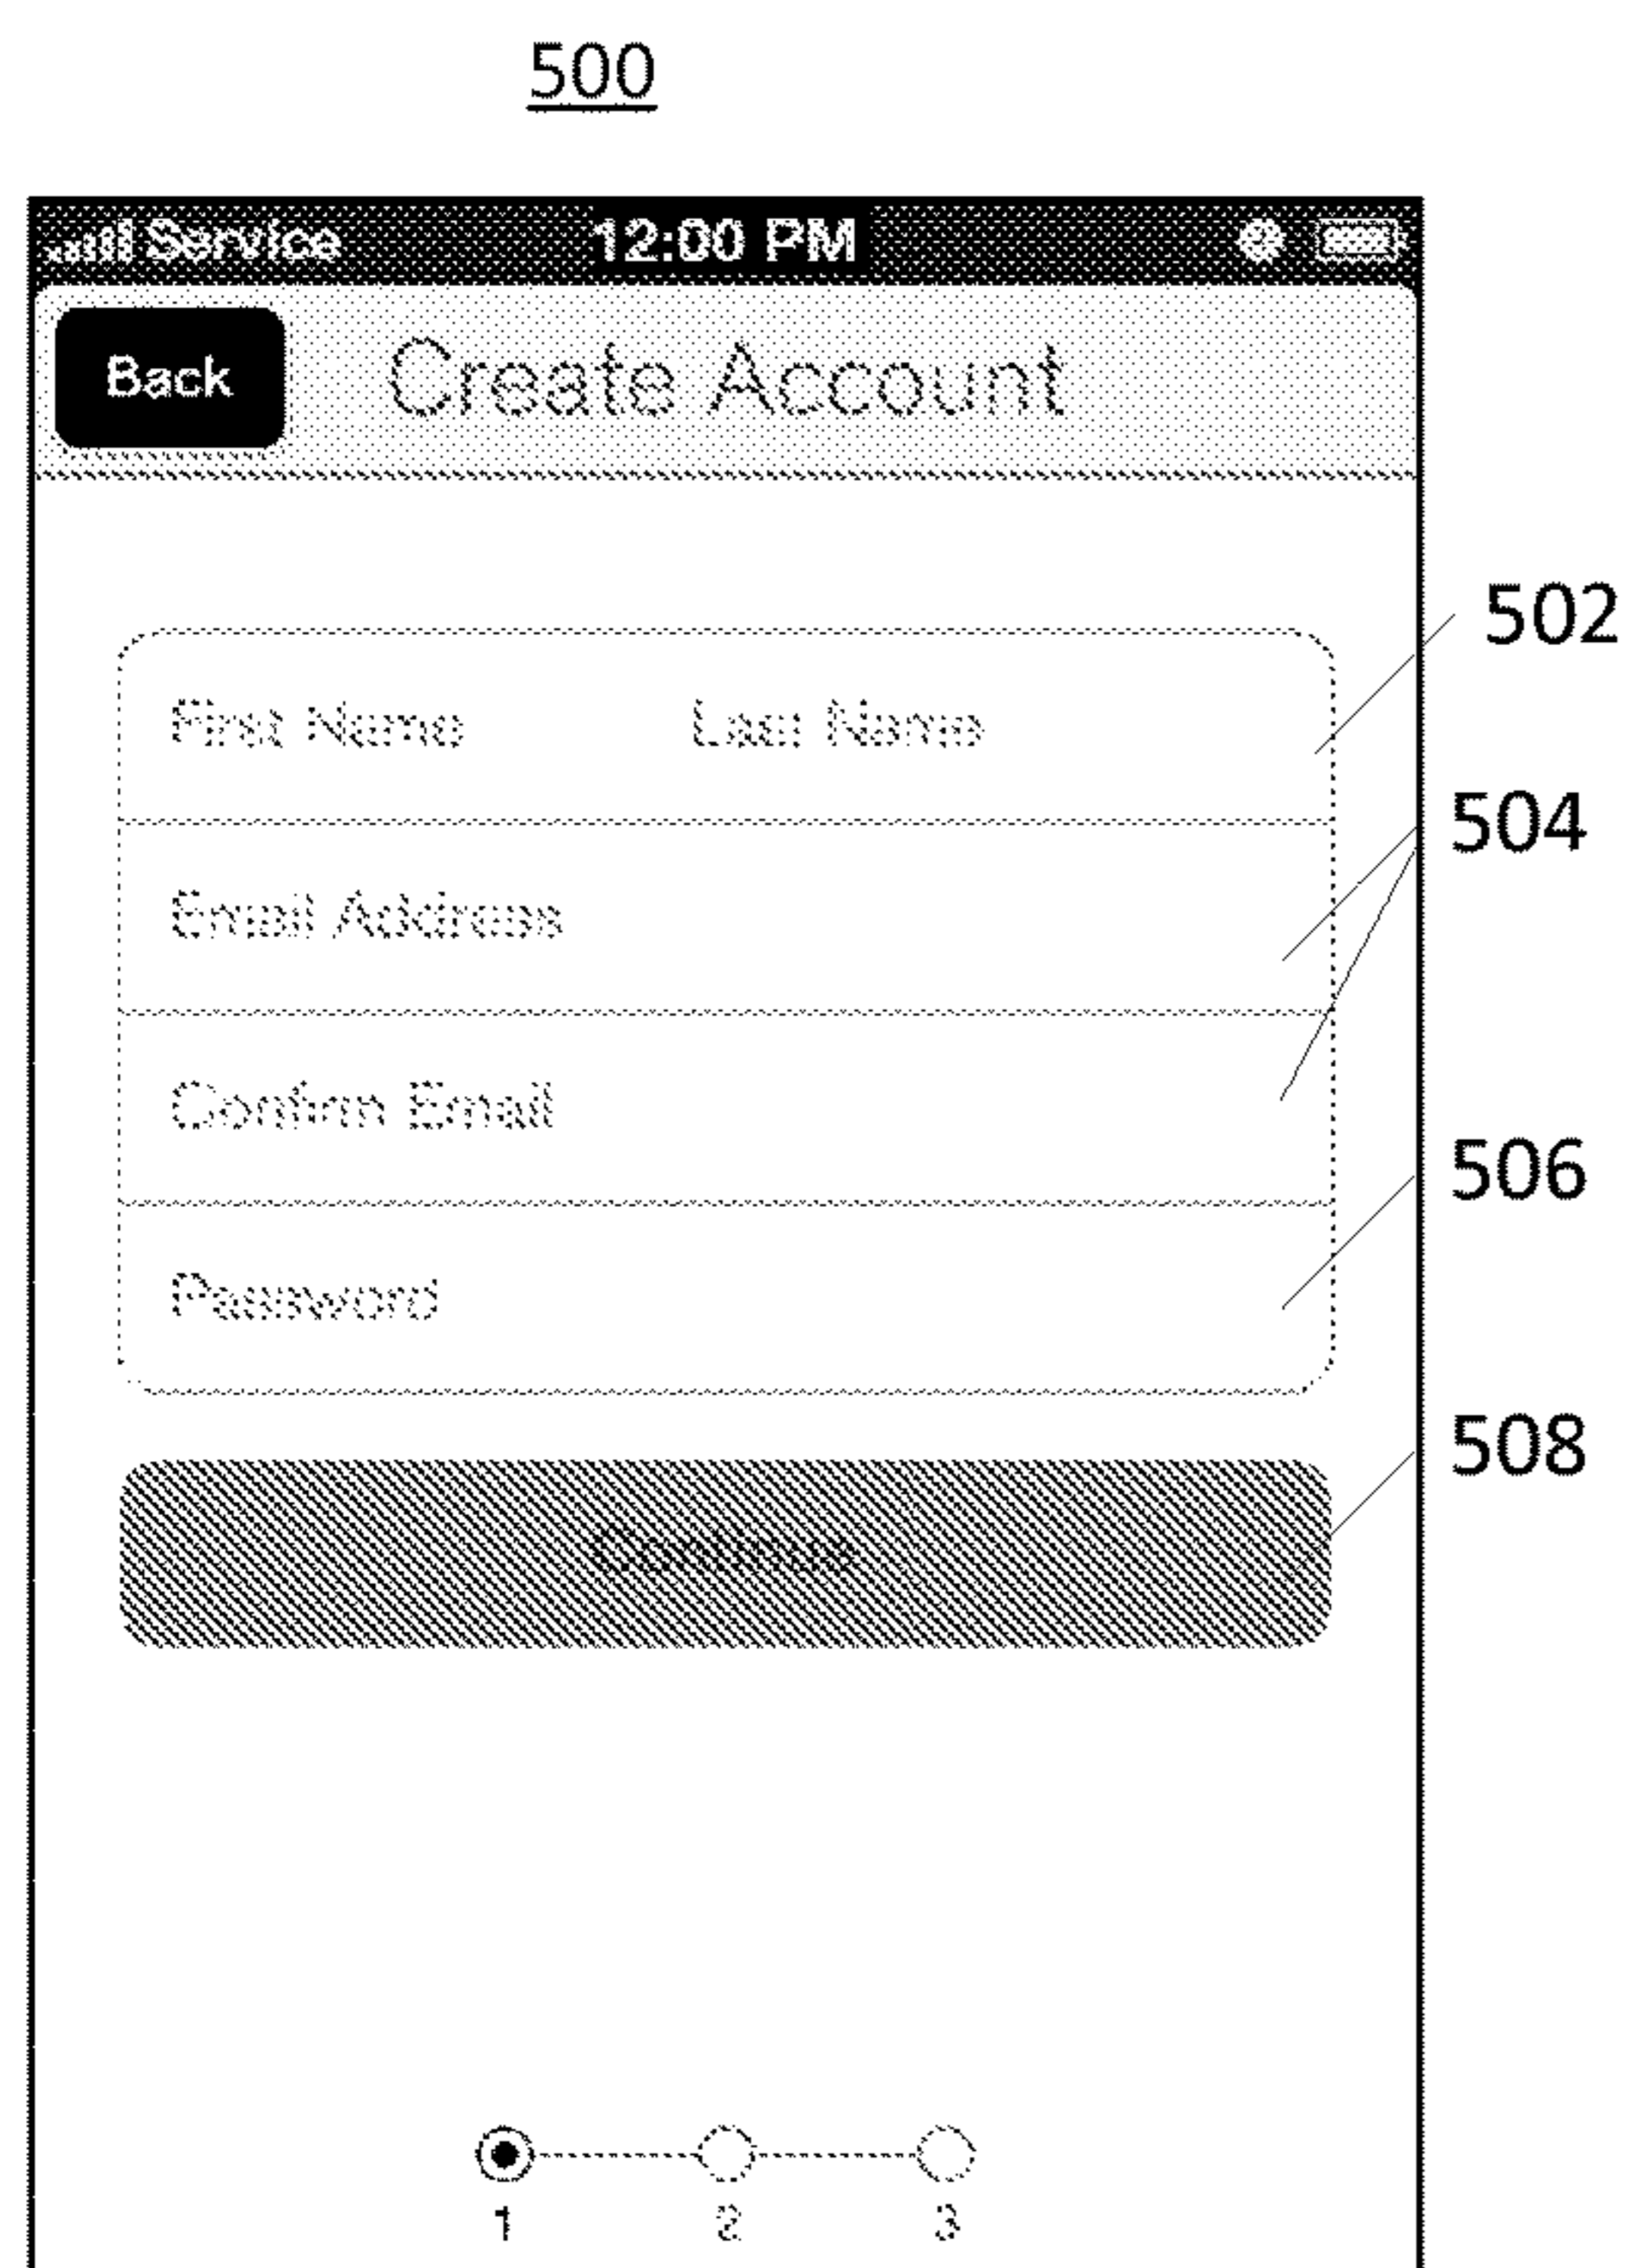 500
Service 12:00 PM
Back Create Account
502
First Name Last Name
504
Email Address
Confirm Email
506
Password
508
Continue
1 2 3